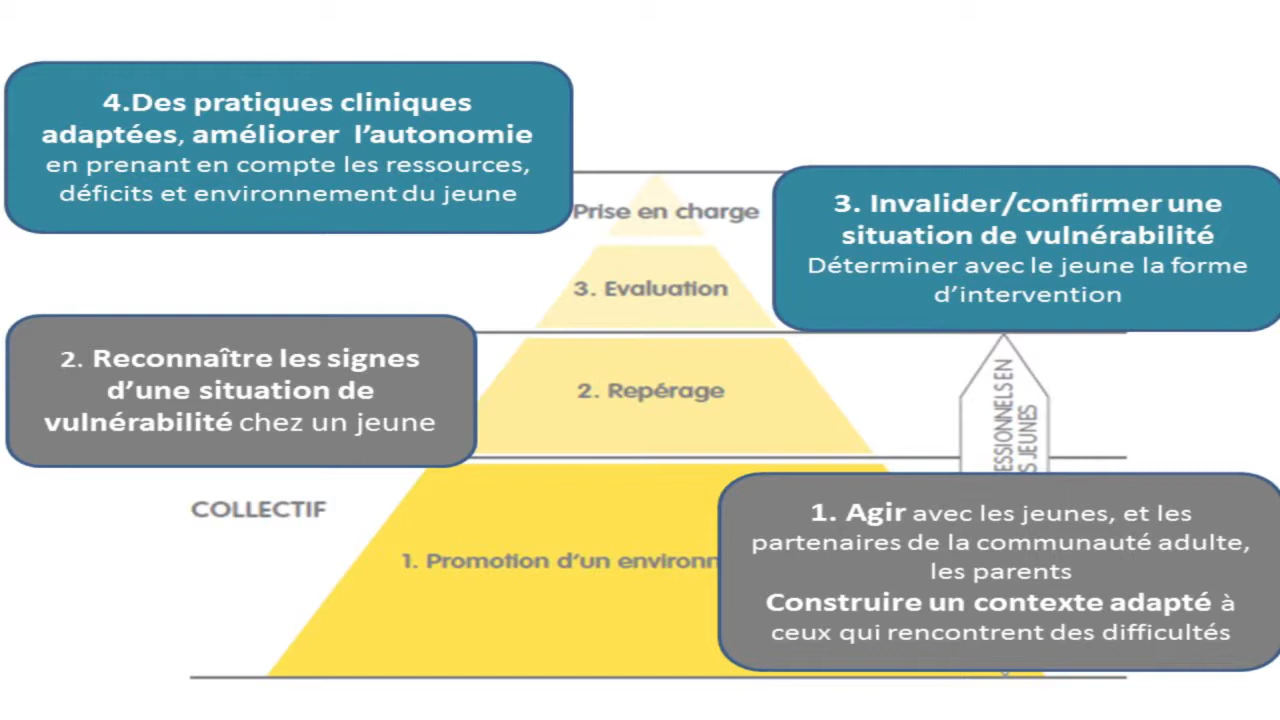 4.Des pratiques cliniques
adaptées, améliorer l'autonomie
en prenant en compte les ressources,
déficits et environnement du jeune
Prise en charge
3. Invalider/confirmer une
situation de vulnérabilité
Déterminer avec le jeune la forme
d'intervention
3. Evaluation
2. Reconnaître les signes
d'une situation de
vulnérabilité chez un jeune
2. Repérage
ESSIONNELS EN
S JEUNES
COLLECTIF
1. Promotion d'un environn
1. Agir avec les jeunes, et les
partenaires de la communauté adulte,
les parents
Construire un contexte adapté à
ceux qui rencontrent des difficultés